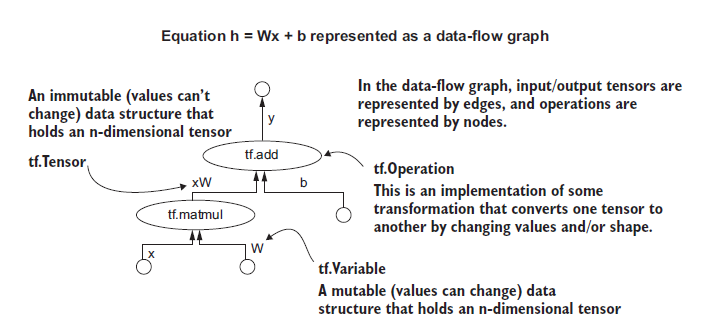 Equation h = Wx + b represented as a data-flow graph
An immutable (values can't
change) data structure that
holds an n-dimensional tensor
tf.Tensor
In the data-flow graph, input/output tensors are
represented by edges, and operations are
represented by nodes.
y
tf.add
tf.Operation
This is an implementation of some
transformation that converts one tensor to
another by changing values and/or shape.
xW
b
tf.matmul
x
W
tf.Variable
A mutable (values can change) data
structure that holds an n-dimensional tensor